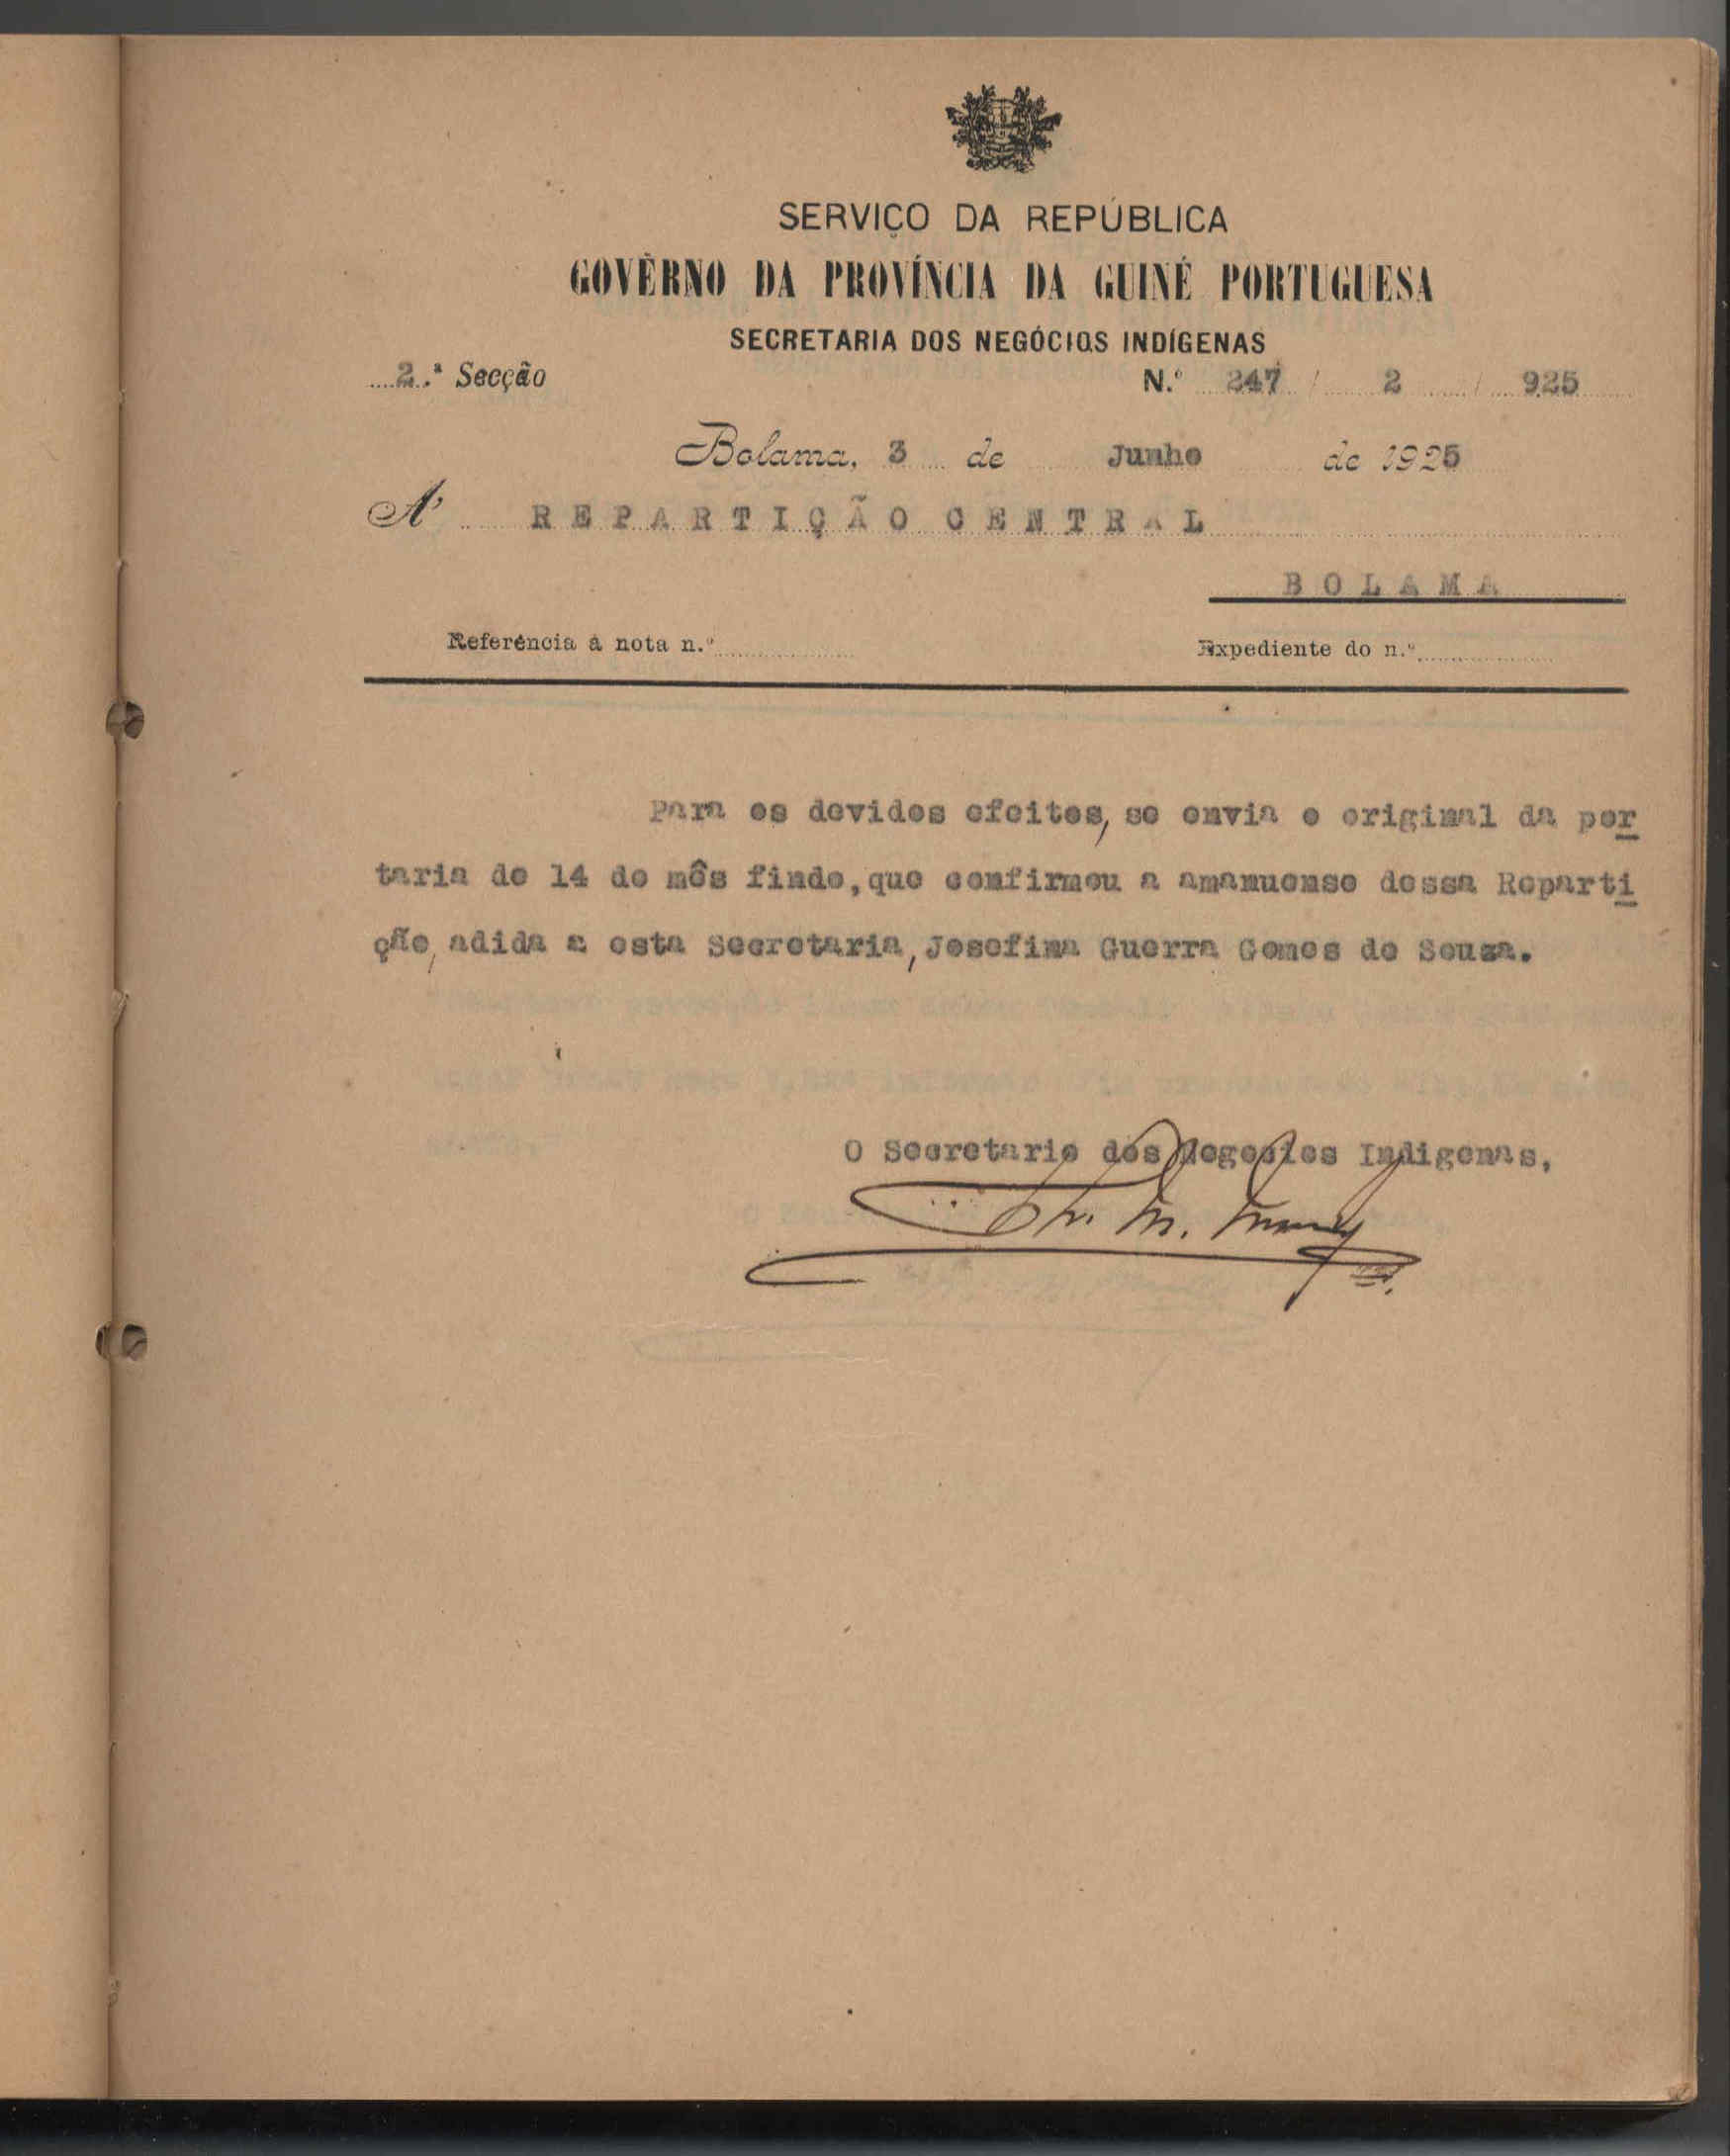 SERVIÇO DA REPÚBLICA
GOVÊRNO DA PROVÍNCIA DA GUINÉ PORTUGUESA
SECRETARIA DOS NEGÓCIOS INDÍGENAS
2.ª Secção N.º 247 / 2 / 925
Bolama, 3 de Junho de 1925
A' REPARTIÇÃO CENTRAL
BOLAMA
Referência à nota n.º Expediente do n.º
Para os devidos efeitos, se envia o original da por
taria de 14 do mês findo, que confirmou a amanuense dessa Reparti
ção, adida a esta Secretaria, Josefina Guerra Gomes de Sousa.
O Secretario dos Negocios Indigenas,